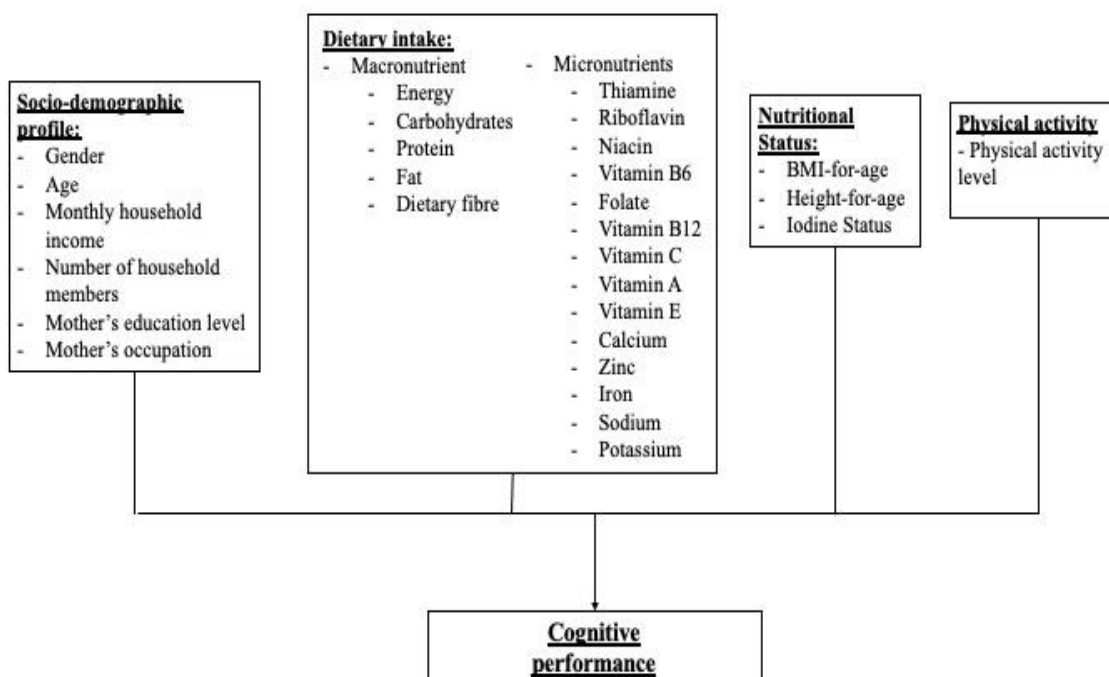 Socio-demographic
profile:
- Gender
- Age
- Monthly household
income
- Number of household
members
- Mother's education level
- Mother's occupation
Dietary intake:
- Macronutrient
- Energy
- Carbohydrates
- Protein
- Fat
- Dietary fibre
- Micronutrients
- Thiamine
- Riboflavin
- Niacin
- Vitamin B6
- Folate
- Vitamin B12
- Vitamin C
- Vitamin A
- Vitamin E
- Calcium
- Zinc
- Iron
- Sodium
- Potassium
Nutritional
Status:
- BMI-for-age
- Height-for-age
- Iodine Status
Physical activity
- Physical activity
level
Cognitive
performance